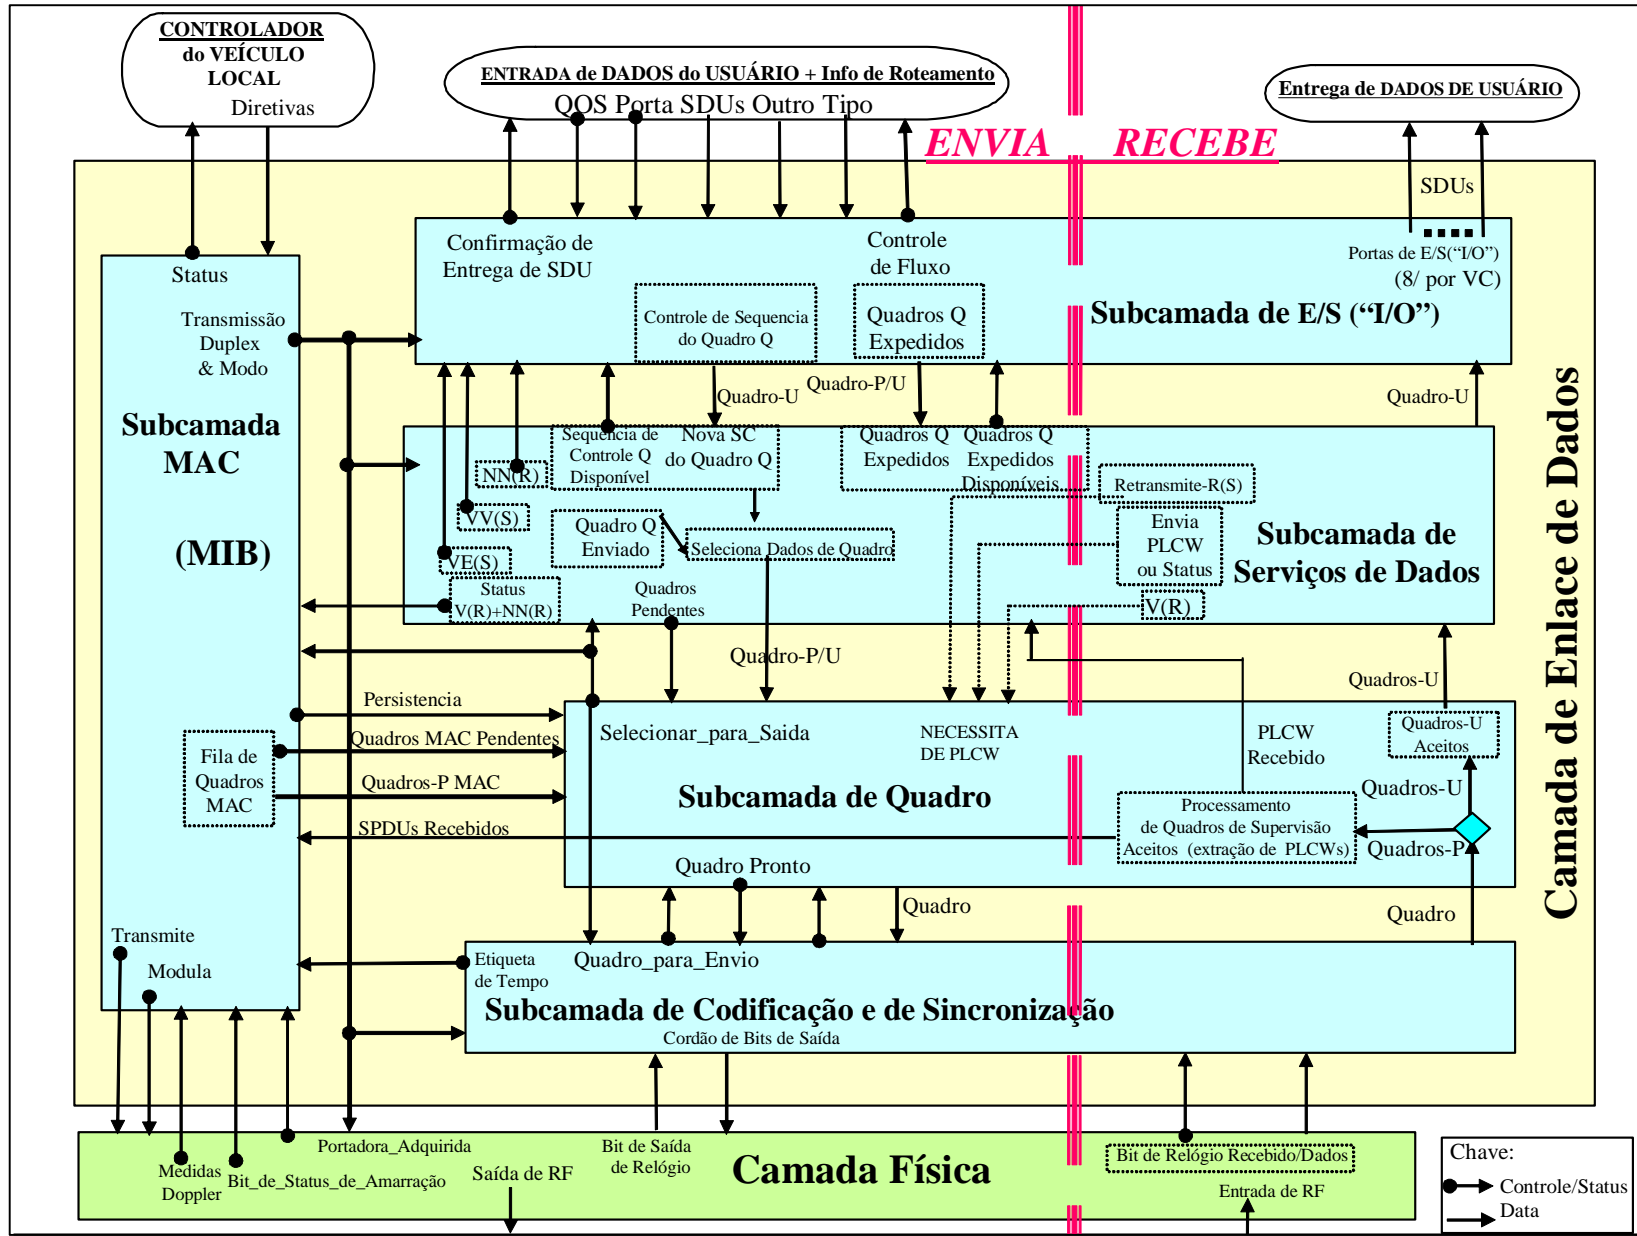 CONTROLADOR
do VEÍCULO
LOCAL
Diretivas
ENTRADA de DADOS do USUÁRIO + Info de Roteamento
QOS Porta SDUs Outro Tipo
Entrega de DADOS DE USUÁRIO
ENVIA
RECEBE
SDUs
Status
Transmissão
Duplex
& Modo
Subcamada
MAC
(MIB)
Fila de
Quadros
MAC
Transmite
Modula
Confirmação de
Entrega de SDU
Controle
de Fluxo
Controle de Sequencia
do Quadro Q
Quadros Q
Expedidos
Portas de E/S(“I/O”)
(8/ por VC)
Subcamada de E/S (“I/O”)
Quadro-U
Quadro-P/U
Quadro-U
Sequência de
Controle Q
Disponível
Nova SC
do Quadro Q
Quadros Q
Expedidos
Quadros Q
Expedidos
Disponíveis
NN(R)
VV(S)
VE(S)
Status
V(R)+NN(R)
Quadro Q
Enviado
Seleciona Dados de Quadro
Quadros
Pendentes
Retransmite-R(S)
Envia
PLCW
ou Status
V(R)
Subcamada de
Serviços de Dados
Quadro-P/U
Quadros-U
Persistencia
Quadros MAC Pendentes
Quadros-P MAC
SPDUs Recebidos
Selecionar_para_Saida
NECESSITA
DE PLCW
PLCW
Recebido
Quadros-U
Aceitos
Quadros-U
Subcamada de Quadro
Processamento
de Quadros de Supervisão
Aceitos (extração de PLCWs)
Quadros-P
Quadro Pronto
Quadro
Quadro
Etiqueta
de Tempo
Quadro_para_Envio
Subcamada de Codificação e de Sincronização
Cordão de Bits de Saída
Camada de Enlace de Dados
Medidas
Doppler
Bit_de_Status_de_Amarração
Portadora_Adquirida
Saída de RF
Bit de Saída
de Relógio
Camada Física
Bit de Relógio Recebido/Dados
Entrada de RF
Chave:
Controle/Status
Data